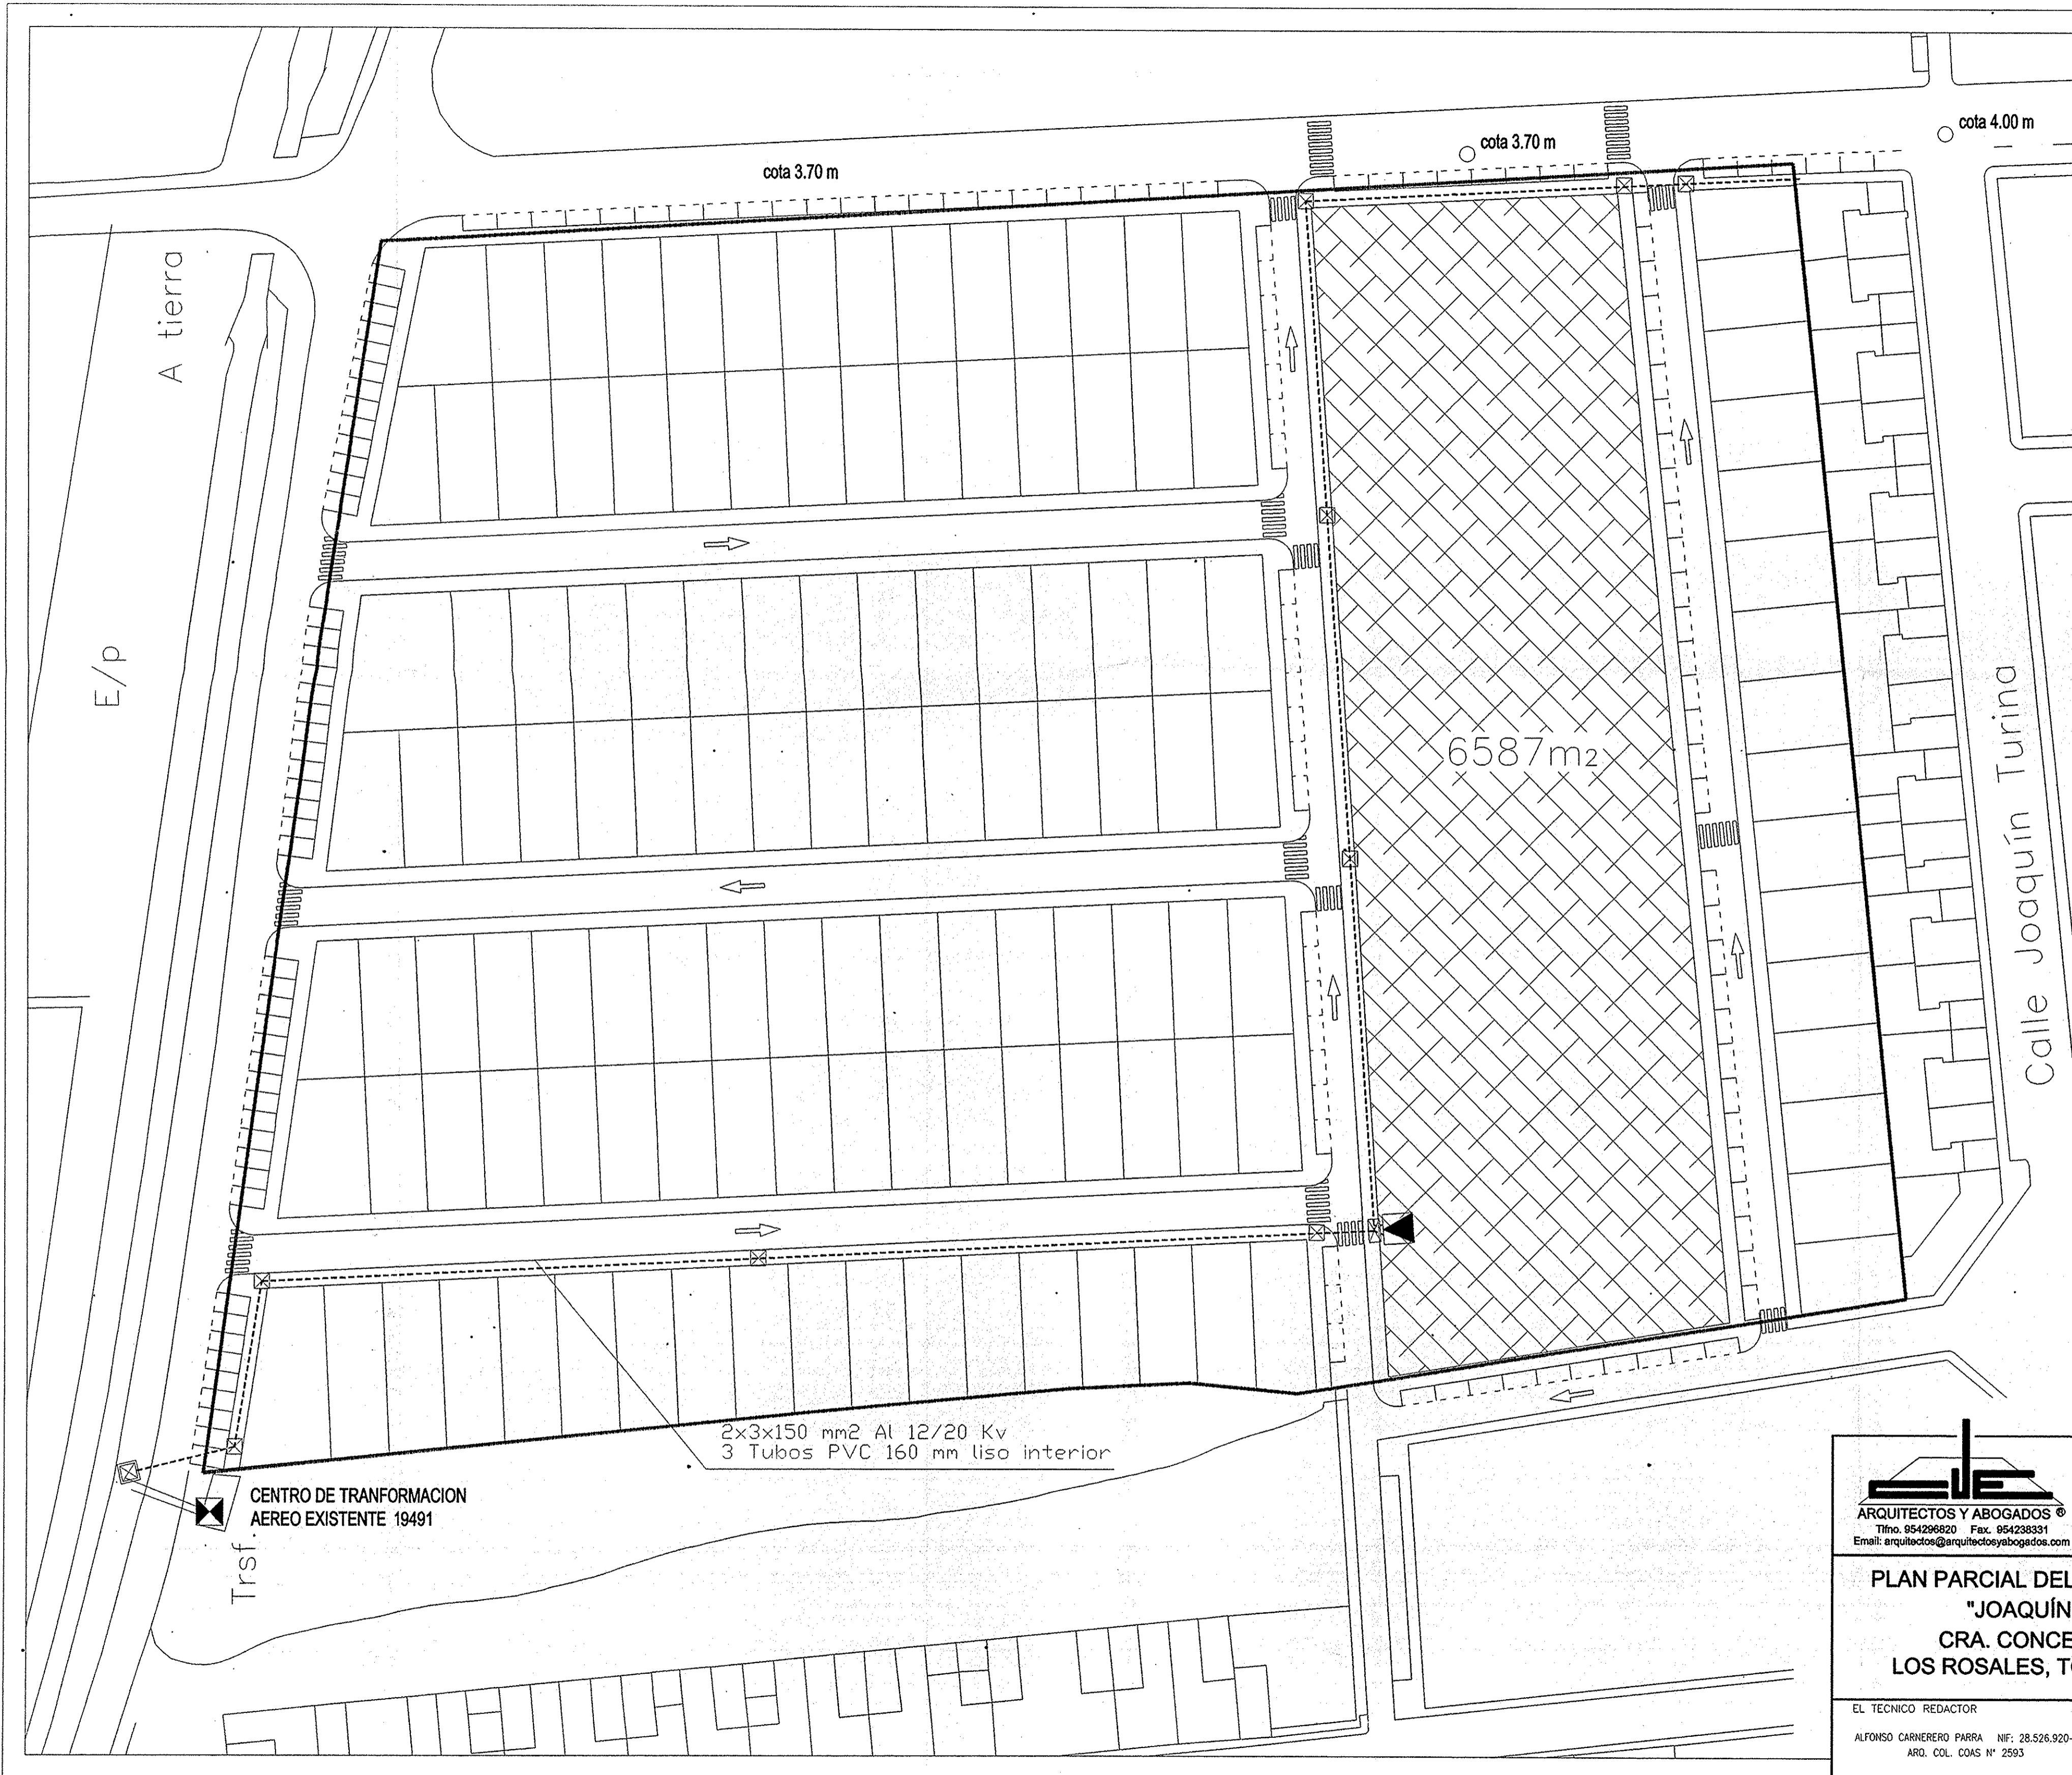 cota 4.00 m
cota 3.70 m
cota 3.70 m
A tierra
E/p
6587m2
Calle Joaquín Turina
2x3x150 mm2 Al 12/20 Kv
3 Tubos PVC 160 mm liso interior
CENTRO DE TRANFORMACION
AEREO EXISTENTE 19491
Trsf.
ARQUITECTOS Y ABOGADOS ®
Tlfno. 954296820 Fax. 954238331
Email: arquitectos@arquitectosyabogados.com
PLAN PARCIAL DEL
"JOAQUÍN
CRA. CONCE
LOS ROSALES, TO
EL TECNICO REDACTOR
ALFONSO CARNERERO PARRA NIF: 28.526.920-
ARQ. COL. COAS Nº 2593